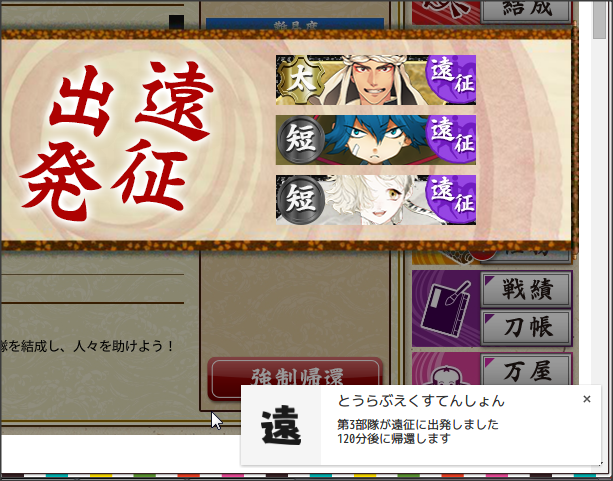 結成
遠征
出発
太
遠征
短
遠征
短
遠征
戦績
刀帳
万屋
隊を結成し、人々を助けよう!
強制帰還
遠
とうらぶえくすてんしょん
×
第3部隊が遠征に出発しました
120分後に帰還します